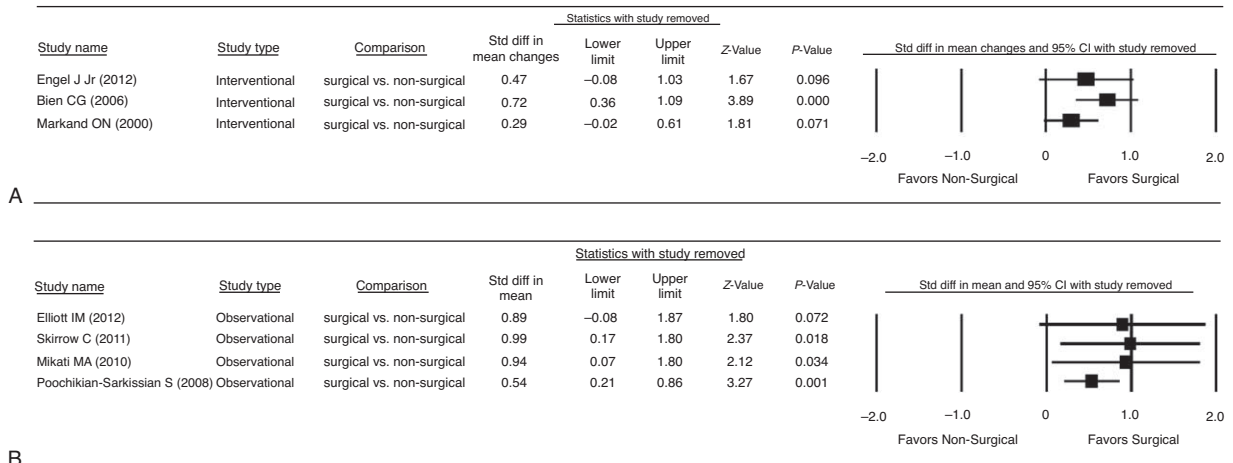 Statistics with study removed
Study name Study type Comparison Std diff in mean changes Lower limit Upper limit Z-Value P-Value Std diff in mean changes and 95% CI with study removed
Engel J Jr (2012) Interventional surgical vs. non-surgical 0.47 −0.08 1.03 1.67 0.096
Bien CG (2006) Interventional surgical vs. non-surgical 0.72 0.36 1.09 3.89 0.000
Markand ON (2000) Interventional surgical vs. non-surgical 0.29 −0.02 0.61 1.81 0.071
−2.0 −1.0 0 1.0 2.0
Favors Non-Surgical Favors Surgical
A
Statistics with study removed
Study name Study type Comparison Std diff in mean Lower limit Upper limit Z-Value P-Value Std diff in mean and 95% CI with study removed
Elliott IM (2012) Observational surgical vs. non-surgical 0.89 −0.08 1.87 1.80 0.072
Skirrow C (2011) Observational surgical vs. non-surgical 0.99 0.17 1.80 2.37 0.018
Mikati MA (2010) Observational surgical vs. non-surgical 0.94 0.07 1.80 2.12 0.034
Poochikian-Sarkissian S (2008) Observational surgical vs. non-surgical 0.54 0.21 0.86 3.27 0.001
−2.0 −1.0 0 1.0 2.0
Favors Non-Surgical Favors Surgical
B